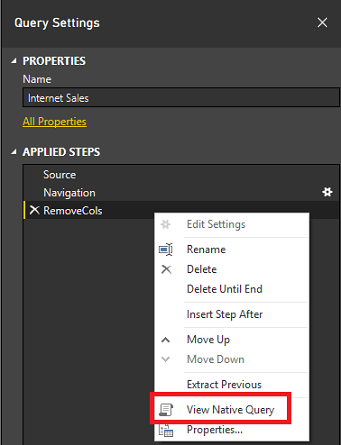 Query Settings
PROPERTIES
Name
Internet Sales
All Properties
APPLIED STEPS
Source
Navigation
RemoveCols
Edit Settings
Rename
Delete
Delete Until End
Insert Step After
Move Up
Move Down
Extract Previous
View Native Query
Properties...